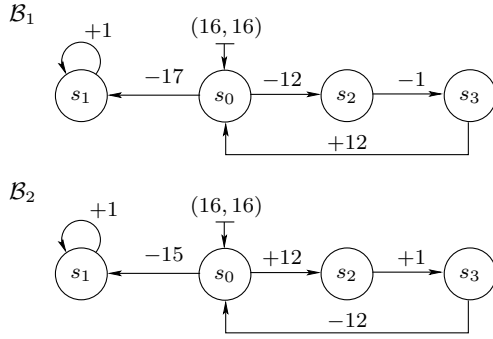 ℬ₁
+1
(16, 16)
−17
−12
−1
s₁
s₀
s₂
s₃
+12
ℬ₂
+1
(16, 16)
−15
+12
+1
s₁
s₀
s₂
s₃
−12